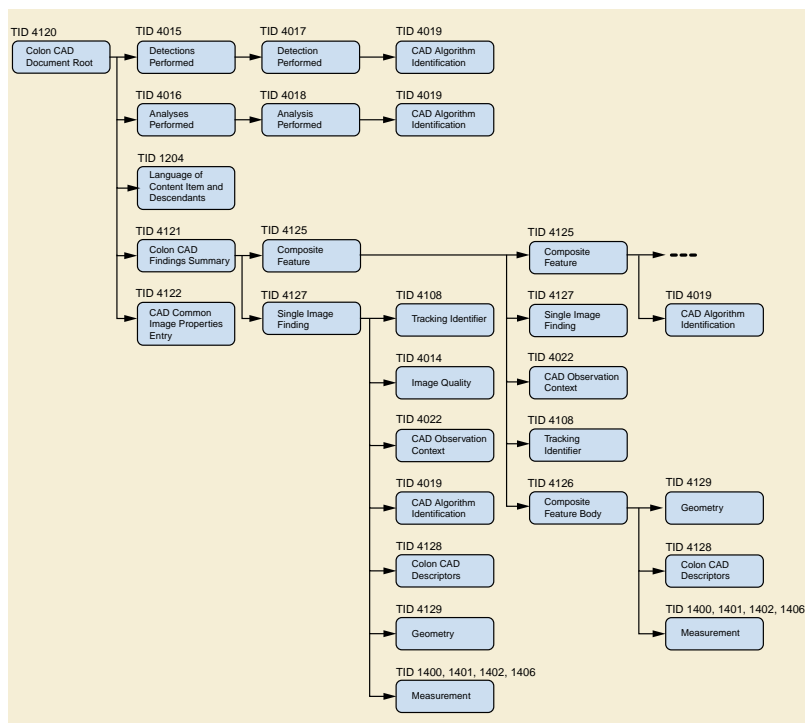 TID 4120
Colon CAD
Document Root
TID 4015
Detections
Performed
TID 4017
Detection
Performed
TID 4019
CAD Algorithm
Identification
TID 4016
Analyses
Performed
TID 4018
Analysis
Performed
TID 4019
CAD Algorithm
Identification
TID 1204
Language of
Content Item and
Descendants
TID 4121
Colon CAD
Findings Summary
TID 4125
Composite
Feature
TID 4125
Composite
Feature
TID 4122
CAD Common
Image Properties
Entry
TID 4127
Single Image
Finding
TID 4108
Tracking Identifier
TID 4127
Single Image
Finding
TID 4019
CAD Algorithm
Identification
TID 4014
Image Quality
TID 4022
CAD Observation
Context
TID 4022
CAD Observation
Context
TID 4108
Tracking
Identifier
TID 4019
CAD Algorithm
Identification
TID 4126
Composite
Feature Body
TID 4129
Geometry
TID 4128
Colon CAD
Descriptors
TID 4128
Colon CAD
Descriptors
TID 4129
Geometry
TID 1400, 1401, 1402, 1406
Measurement
TID 1400, 1401, 1402, 1406
Measurement